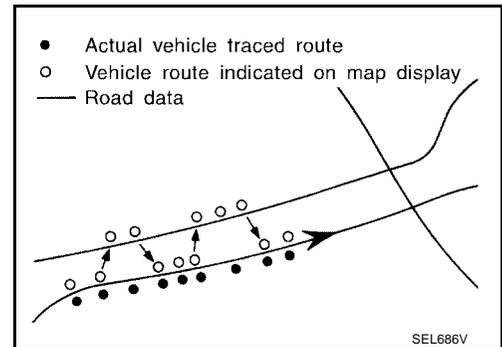 Actual vehicle traced route
Vehicle route indicated on map display
Road data
SEL686V